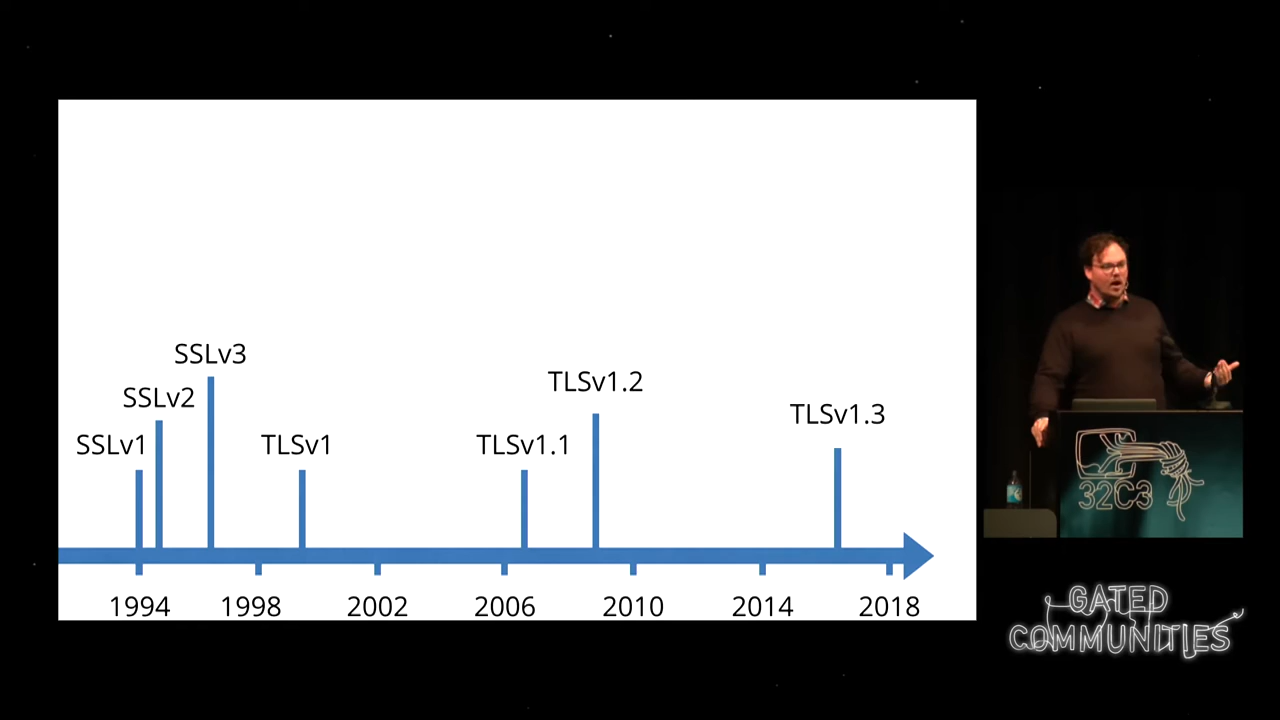 SSLv3
SSLv2
SSLv1
TLSv1
TLSv1.1
TLSv1.2
TLSv1.3
1994 1998 2002 2006 2010 2014 2018
32C3
GATED
COMMUNITIES